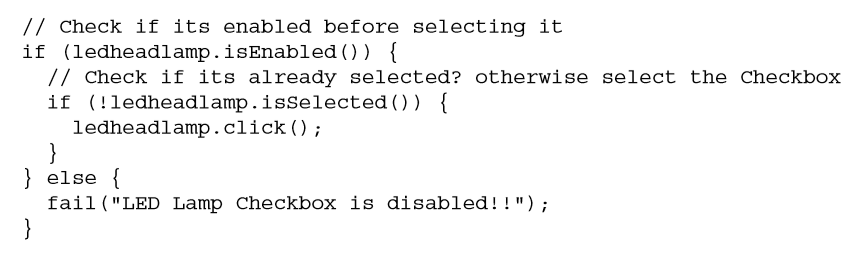 // Check if its enabled before selecting it
if (ledheadlamp.isEnabled()) {
  // Check if its already selected? otherwise select the Checkbox
  if (!ledheadlamp.isSelected()) {
    ledheadlamp.click();
  }
} else {
  fail("LED Lamp Checkbox is disabled!!");
}